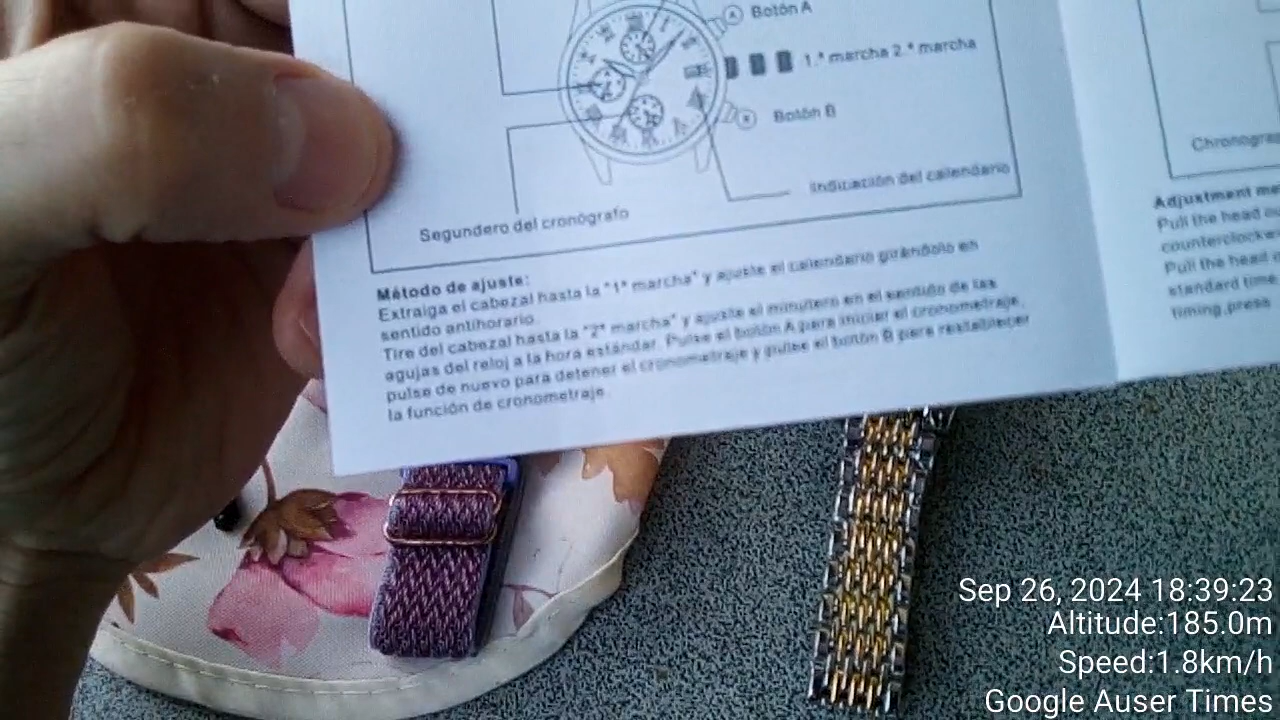 A Botón A
1.ª marcha 2.ª marcha
B Botón B
Indicación del calendario
Segundero del cronógrafo
Método de ajuste:
Extraiga el cabezal hasta la "1ª marcha" y ajuste el calendario girándolo en
sentido antihorario.
Tire del cabezal hasta la "2ª marcha" y ajuste el minutero en el sentido de las
agujas del reloj a la hora estándar. Pulse el botón A para iniciar el cronometraje,
pulse de nuevo para detener el cronometraje y pulse el botón B para restablecer
la función de cronometraje.
Chronogra
Adjustment me
Pull the head ou
counterclockw
Pull the head o
standard time.
timing,press
Sep 26, 2024 18:39:23
Altitude:185.0m
Speed:1.8km/h
Google Auser Times